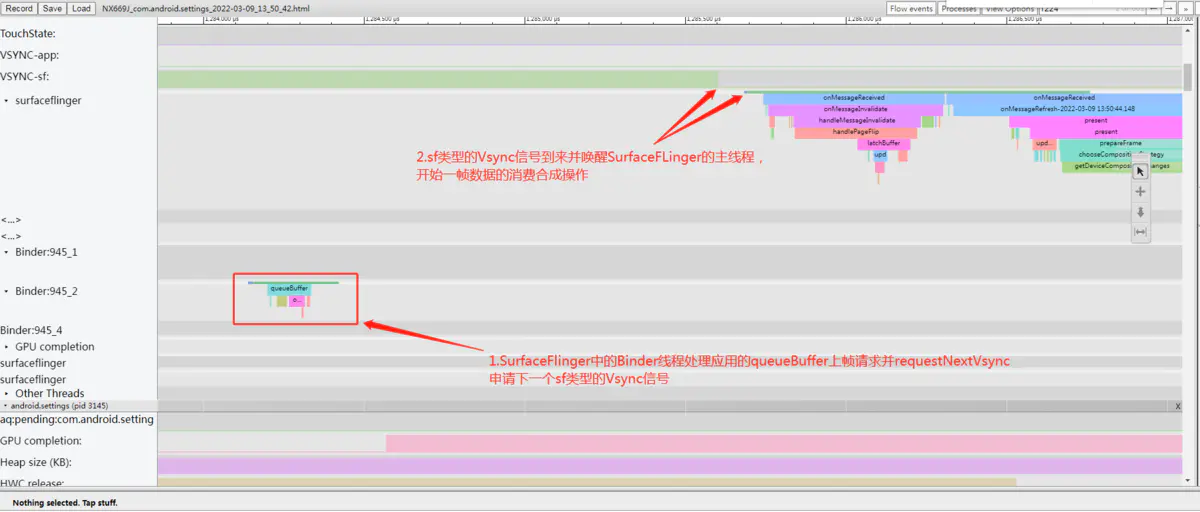 Record Save Load NX669J_com.android.settings_2022-03-09_13_50_42.html Flow events Processes View Options 1224 ← → » ?
1,284,000 μs 1,284,500 μs 1,285,000 μs 1,285,500 μs 1,286,000 μs 1,286,500 μs 1,287,000
TouchState:
VSYNC-app:
VSYNC-sf:
surfaceflinger
onMessageReceived onMessageReceived
onMessageInvalidate onMessageRefresh-2022-03-09 13:50:44.148
handleMessageInvalidate present
handlePageFlip present
latchBuffer upd... prepareFrame
upd chooseCompositionStrategy
getDeviceCompositionChanges
2.sf类型的Vsync信号到来并唤醒SurfaceFLinger的主线程，
开始一帧数据的消费合成操作
<...>
<...>
Binder:945_1
Binder:945_2
queueBuffer
o...
Binder:945_4
GPU completion
surfaceflinger
surfaceflinger
Other Threads
1.SurfaceFlinger中的Binder线程处理应用的queueBuffer上帧请求并requestNextVsync
申请下一个sf类型的Vsync信号
android.settings (pid 3145) X
aq:pending:com.android.setting
GPU completion:
Heap size (KB):
HWC release:
Nothing selected. Tap stuff.